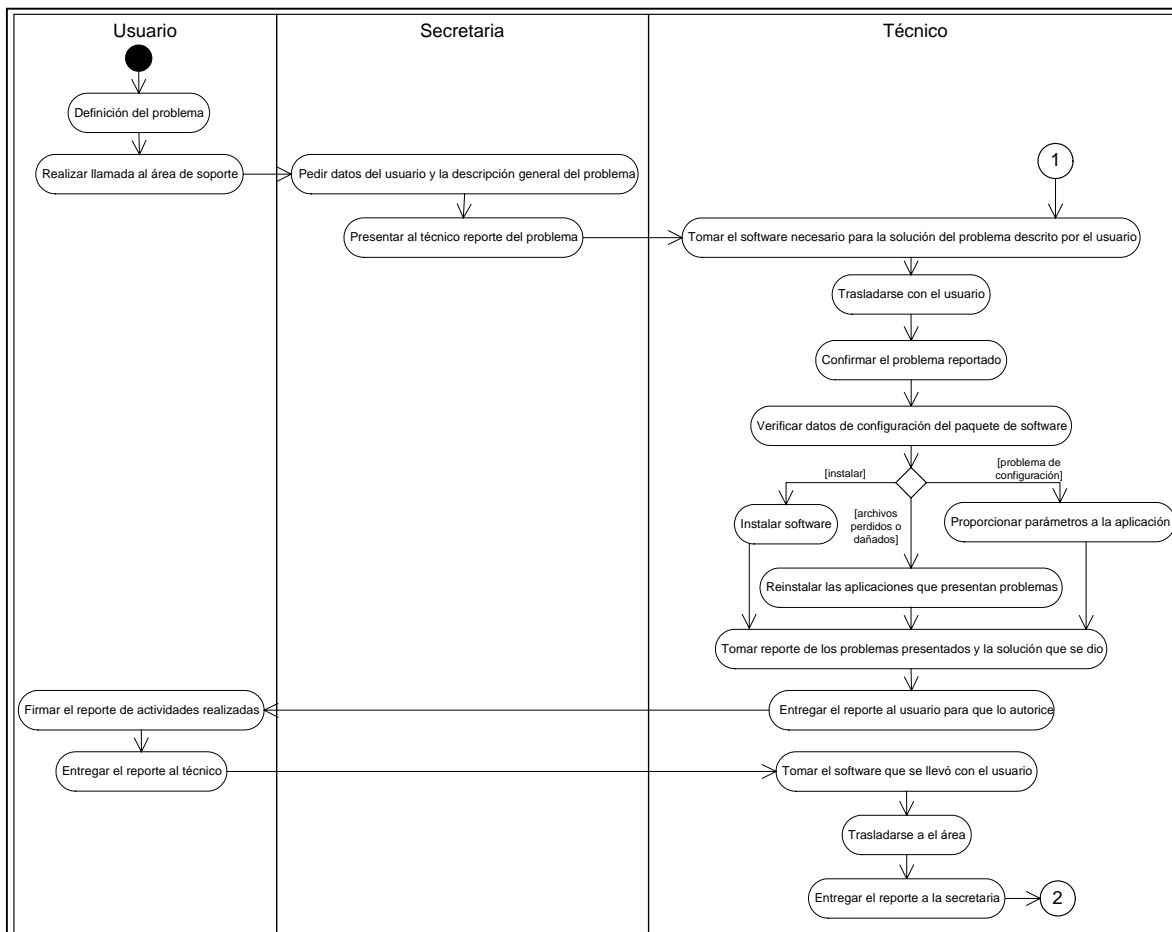 Usuario
Secretaria
Técnico
Definición del problema
Realizar llamada al área de soporte
Pedir datos del usuario y la descripción general del problema
1
Presentar al técnico reporte del problema
Tomar el software necesario para la solución del problema descrito por el usuario
Trasladarse con el usuario
Confirmar el problema reportado
Verificar datos de configuración del paquete de software
[instalar]
[problema de
configuración]
Instalar software
[archivos
perdidos o
dañados]
Proporcionar parámetros a la aplicación
Reinstalar las aplicaciones que presentan problemas
Tomar reporte de los problemas presentados y la solución que se dio
Firmar el reporte de actividades realizadas
Entregar el reporte al usuario para que lo autorice
Entregar el reporte al técnico
Tomar el software que se llevó con el usuario
Trasladarse a el área
Entregar el reporte a la secretaria
2